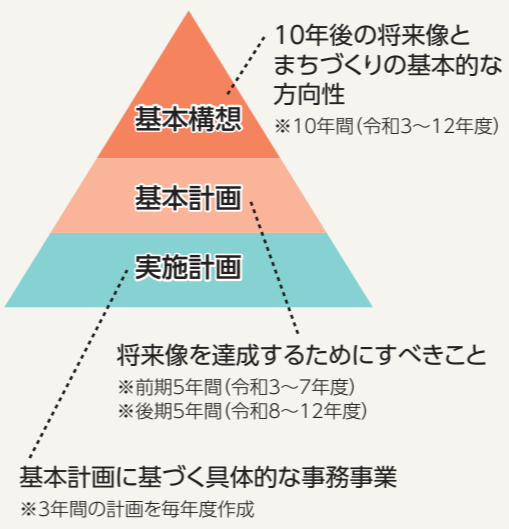 10年後の将来像と
まちづくりの基本的な
方向性
※10年間(令和3～12年度)
基本構想
基本計画
実施計画
将来像を達成するためにすべきこと
※前期5年間(令和3～7年度)
※後期5年間(令和8～12年度)
基本計画に基づく具体的な事務事業
※3年間の計画を毎年度作成